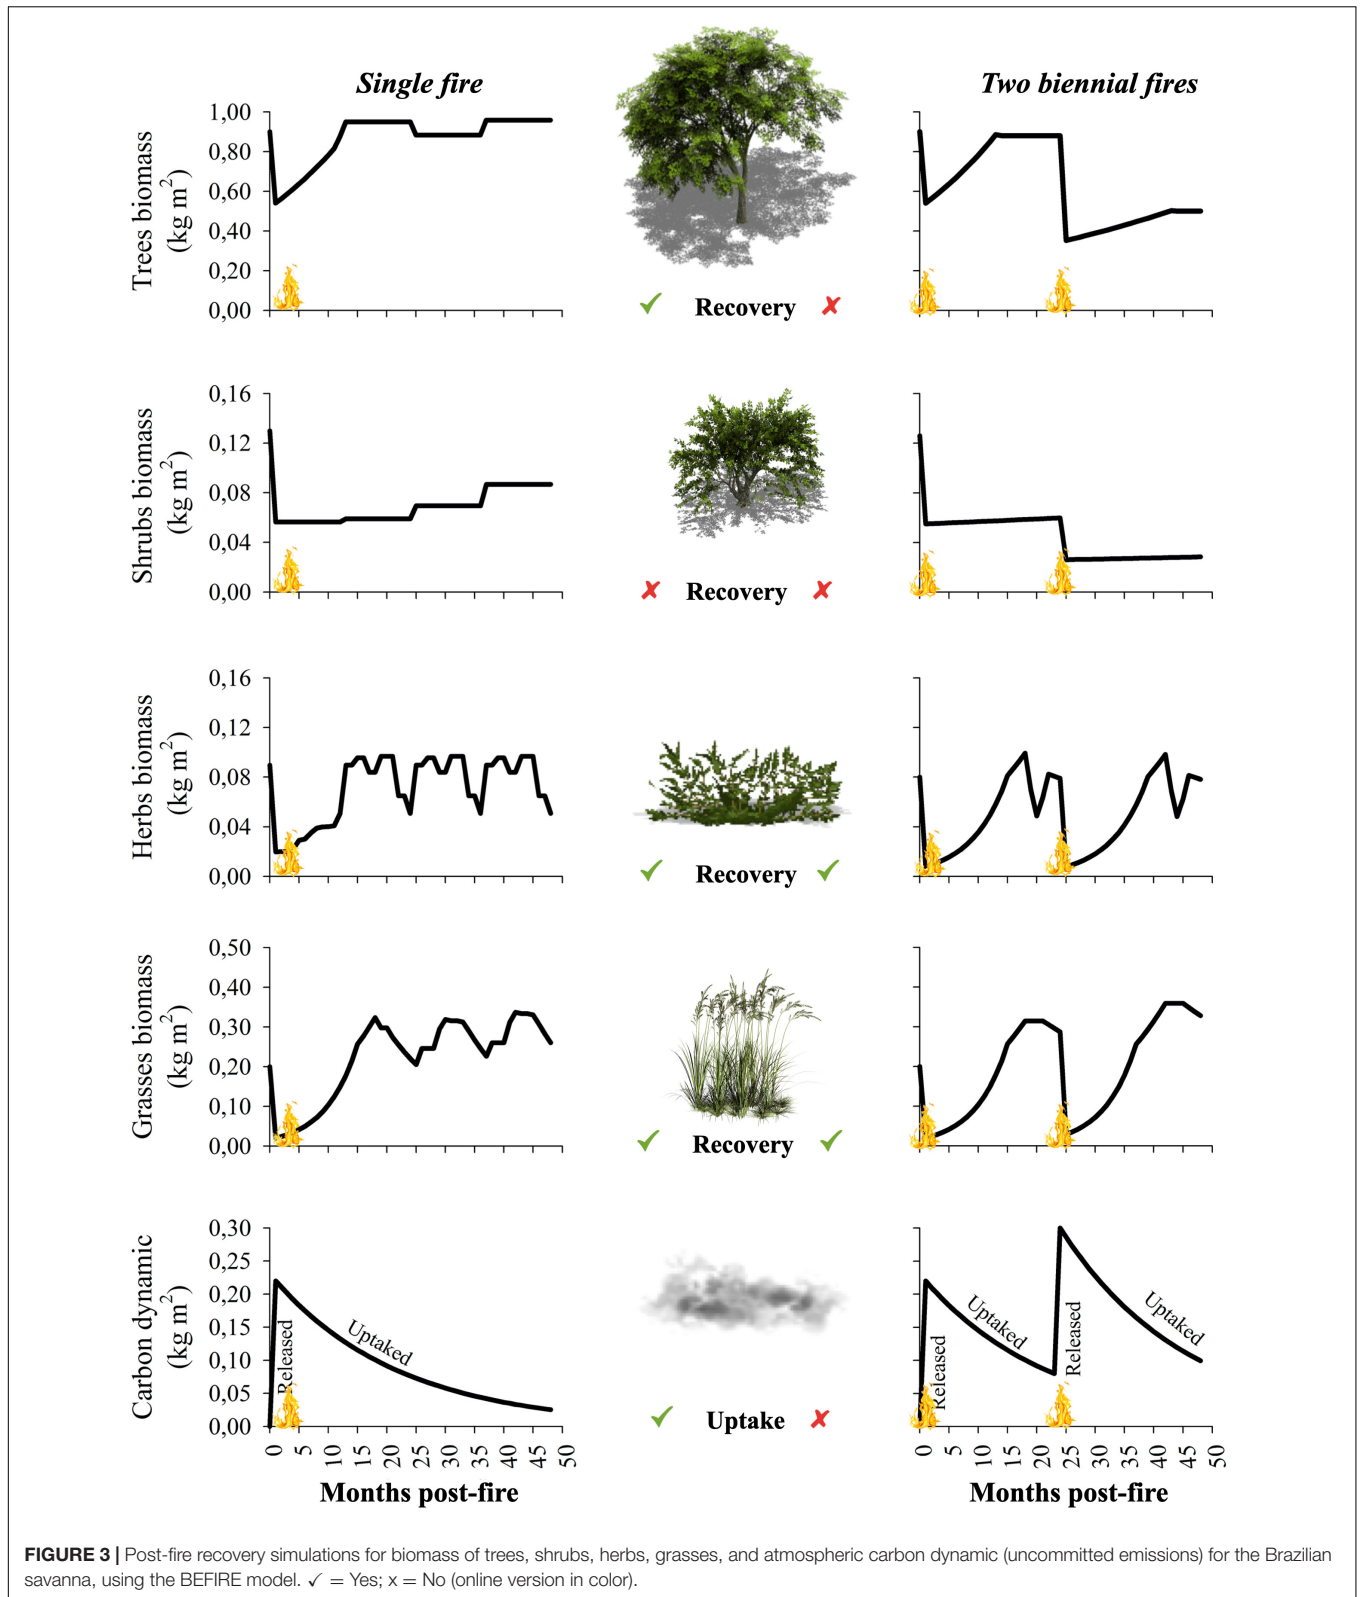 Single fire
Two biennial fires
Trees biomass
(kg m²)
1,00
0,80
0,60
0,40
0,20
0,00
✓ Recovery ✗
Shrubs biomass
(kg m²)
0,16
0,12
0,08
0,04
0,00
✗ Recovery ✗
Herbs biomass
(kg m²)
0,16
0,12
0,08
0,04
0,00
✓ Recovery ✓
Grasses biomass
(kg m²)
0,50
0,40
0,30
0,20
0,10
0,00
✓ Recovery ✓
Carbon dynamic
(kg m²)
0,30
0,25
0,20
0,15
0,10
0,05
0,00
Released
Uptaked
✓ Uptake ✗
Released
Uptaked
Released
Uptaked
0 5 10 15 20 25 30 35 40 45 50
0 5 10 15 20 25 30 35 40 45 50
Months post-fire
Months post-fire
FIGURE 3 | Post-fire recovery simulations for biomass of trees, shrubs, herbs, grasses, and atmospheric carbon dynamic (uncommitted emissions) for the Brazilian
savanna, using the BEFIRE model. ✓ = Yes; x = No (online version in color).